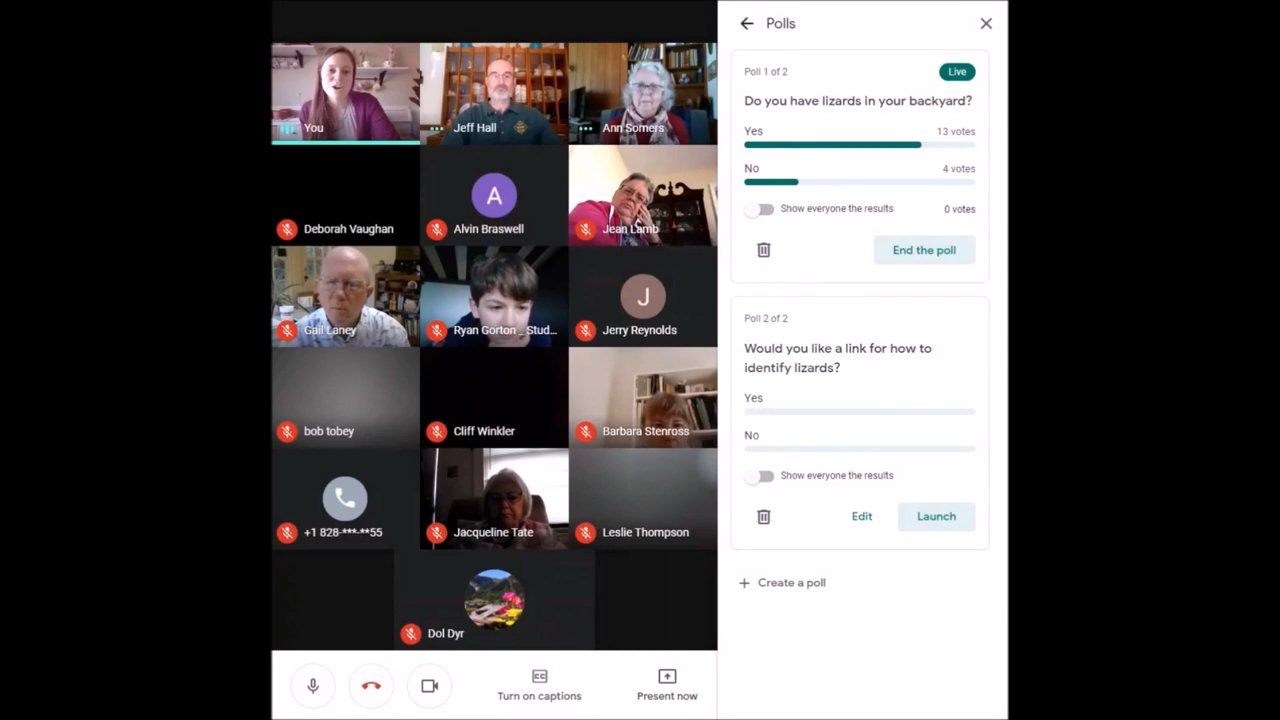 Polls
You
Jeff Hall
Ann Somers
Deborah Vaughan
A
Alvin Braswell
Jean Lamb
Gail Laney
Ryan Gorton _ Stud...
J
Jerry Reynolds
bob tobey
Cliff Winkler
Barbara Stenross
+1 828-***-**55
Jacqueline Tate
Leslie Thompson
Dol Dyr
CC
Turn on captions
Present now
Poll 1 of 2
Live
Do you have lizards in your backyard?
Yes 13 votes
No 4 votes
Show everyone the results 0 votes
End the poll
Poll 2 of 2
Would you like a link for how to
identify lizards?
Yes
No
Show everyone the results
Edit Launch
+ Create a poll